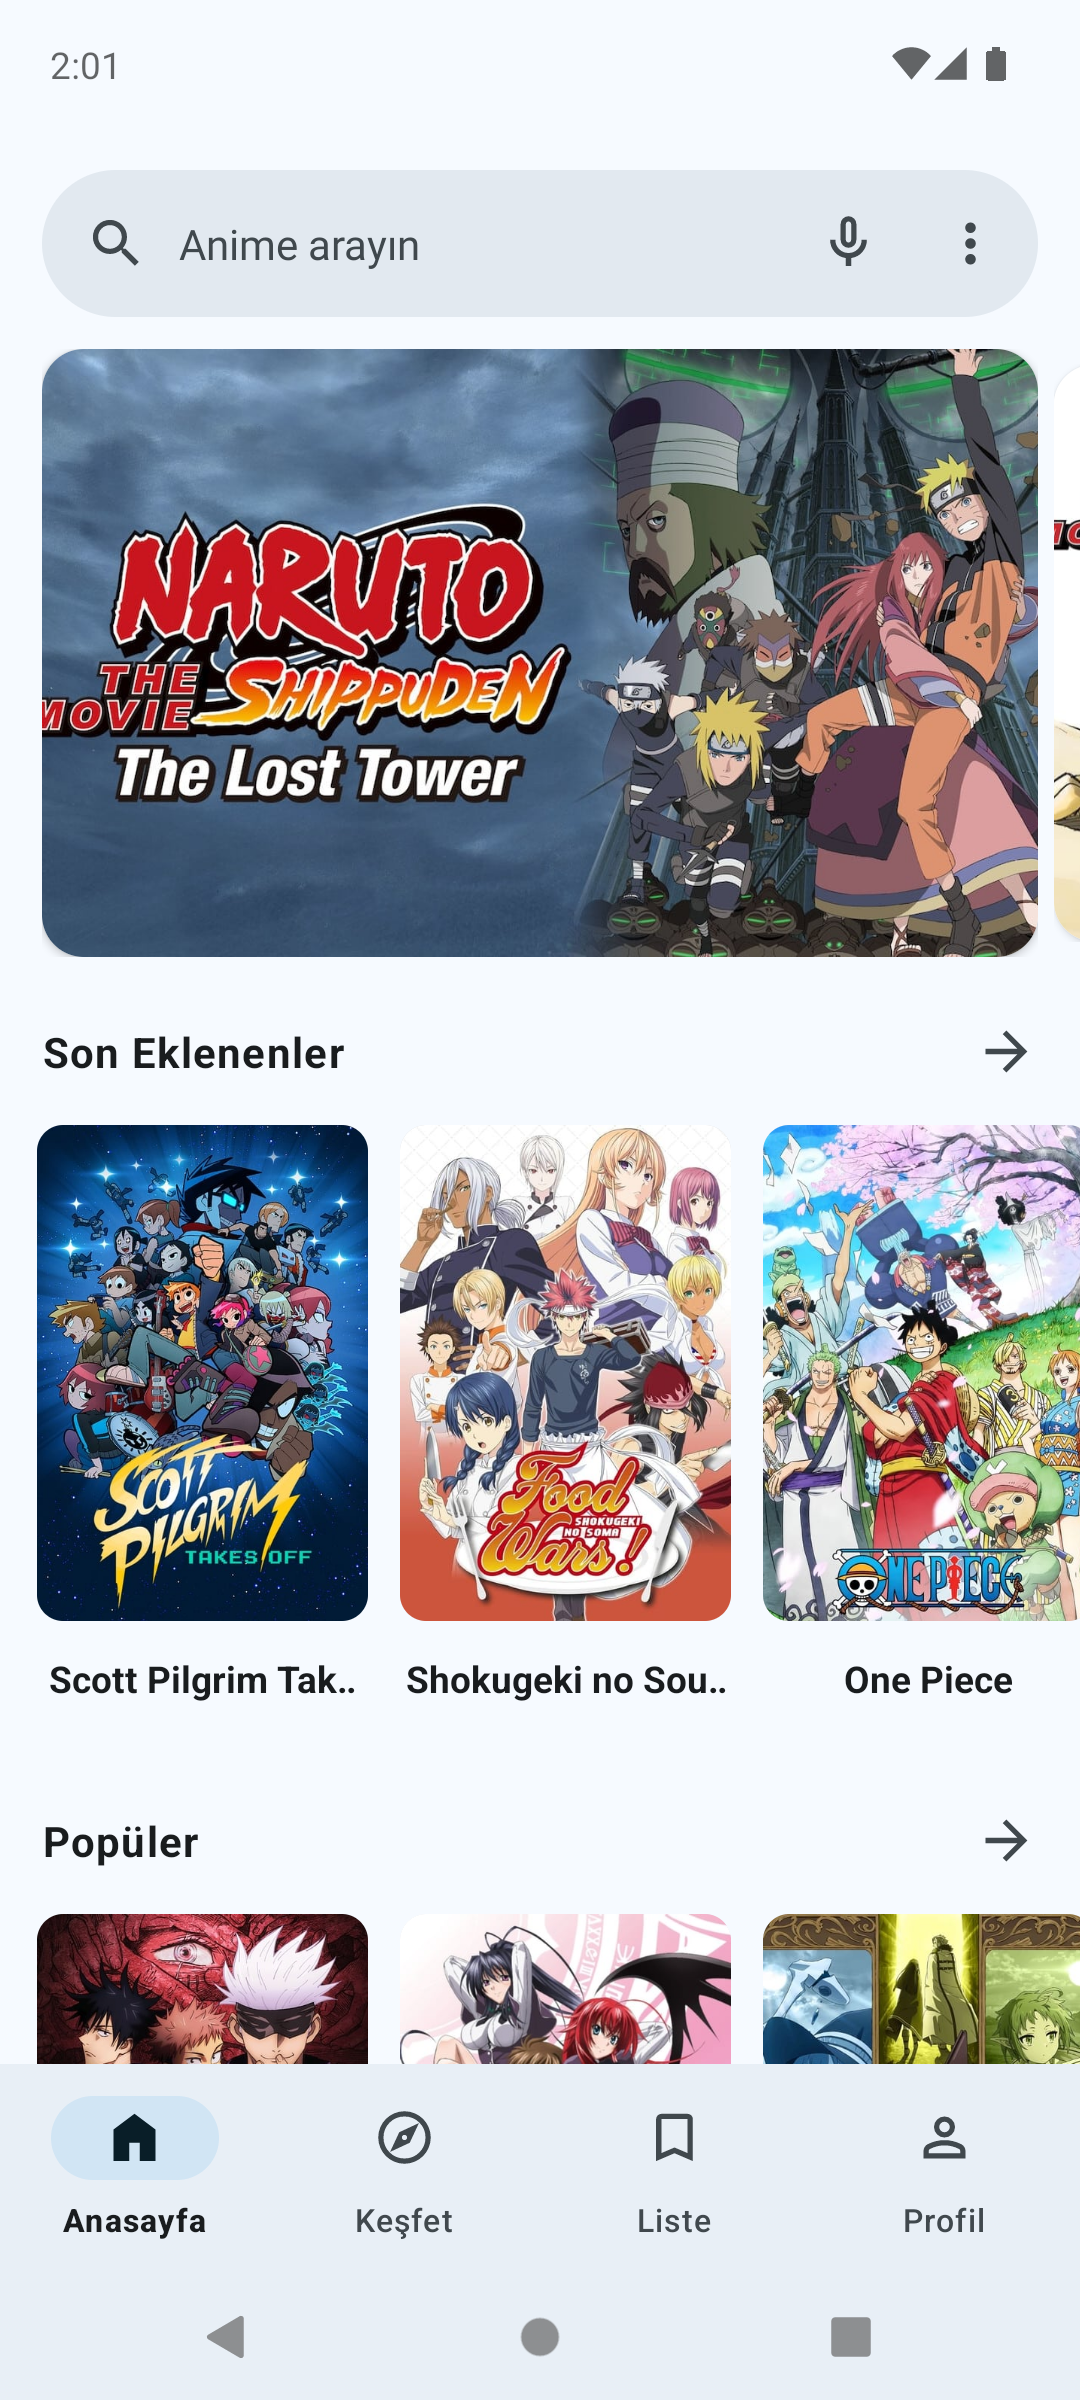 2:01
Anime arayın
NARUTO
SHIPPUDEN
THE
MOVIE
The Lost Tower
Son Eklenenler
SCOTT
PILGRIM
TAKES OFF
Food
SHOKUGEKI
NO SOMA
Wars!
ONE PIECE
Scott Pilgrim Tak..
Shokugeki no Sou..
One Piece
Popüler
Anasayfa
Keşfet
Liste
Profil